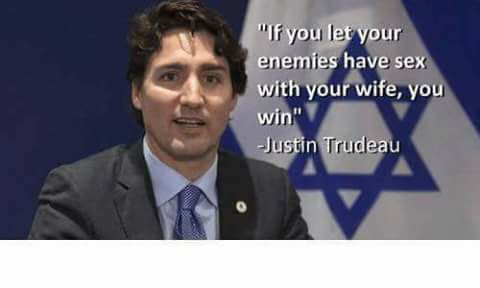 "If you let your
enemies have sex
with your wife, you
win"
-Justin Trudeau